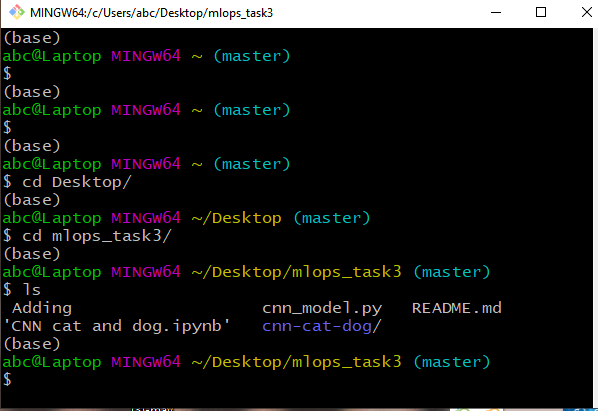 MINGW64:/c/Users/abc/Desktop/mlops_task3
(base)
abc@Laptop MINGW64 ~ (master)
$
(base)
abc@Laptop MINGW64 ~ (master)
$
(base)
abc@Laptop MINGW64 ~ (master)
$ cd Desktop/
(base)
abc@Laptop MINGW64 ~/Desktop (master)
$ cd mlops_task3/
(base)
abc@Laptop MINGW64 ~/Desktop/mlops_task3 (master)
$ ls
Adding cnn_model.py README.md
'CNN cat and dog.ipynb' cnn-cat-dog/
(base)
abc@Laptop MINGW64 ~/Desktop/mlops_task3 (master)
$